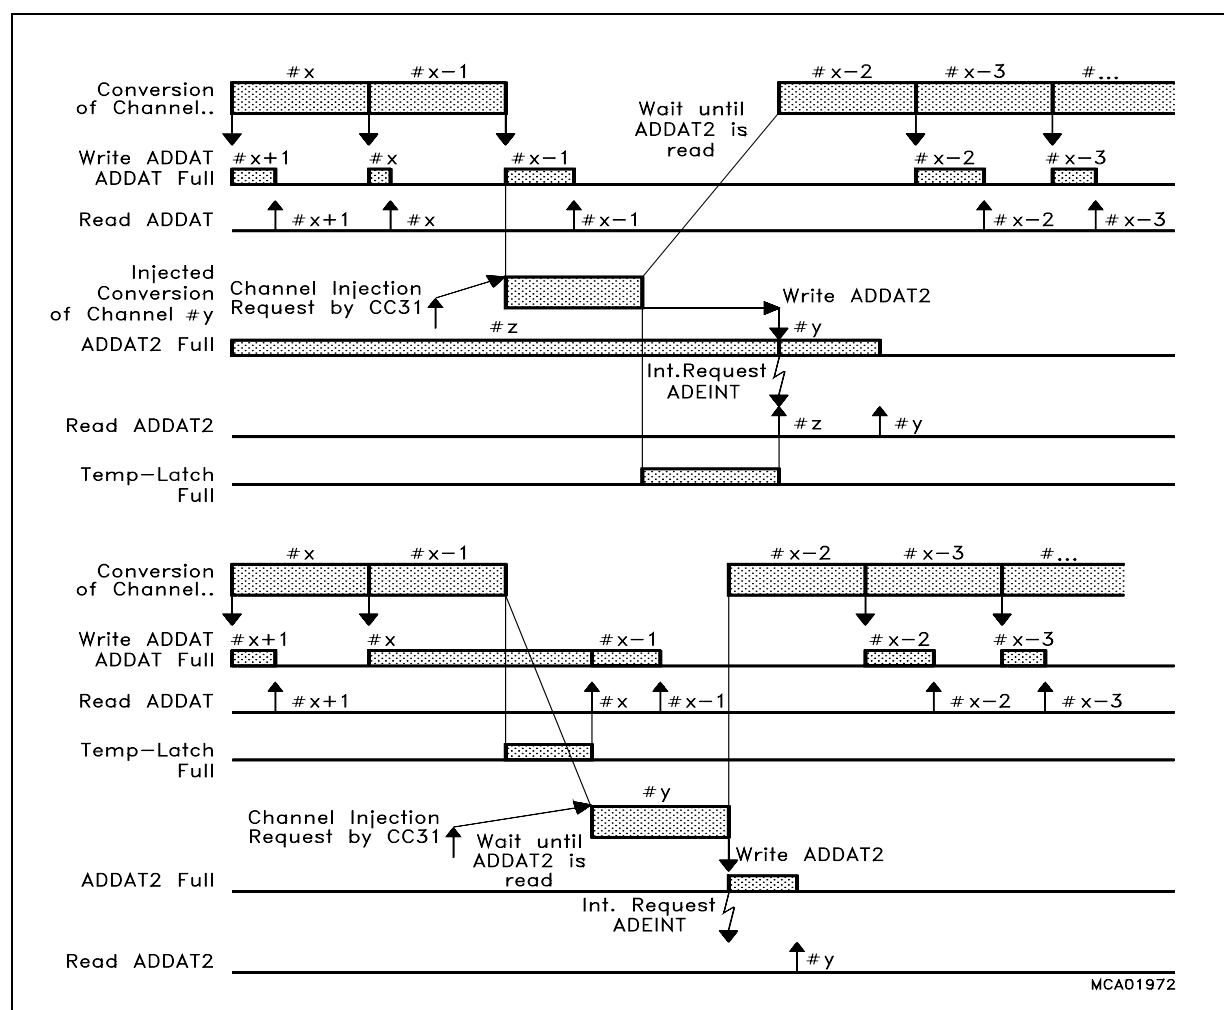 #x #x-1 #x-2 #x-3 #...
Conversion
of Channel..
Wait until
ADDAT2 is
read
Write ADDAT #x+1 #x #x-1 #x-2 #x-3
ADDAT Full
Read ADDAT #x+1 #x #x-1 #x-2 #x-3
Injected
Conversion
of Channel #y
Channel Injection
Request by CC31
Write ADDAT2
#z #y
ADDAT2 Full
Int.Request
ADEINT
Read ADDAT2 #z #y
Temp-Latch
Full
#x #x-1 #x-2 #x-3 #...
Conversion
of Channel..
Write ADDAT #x+1 #x #x-1 #x-2 #x-3
ADDAT Full
Read ADDAT #x+1 #x #x-1 #x-2 #x-3
Temp-Latch
Full
#y
Channel Injection
Request by CC31
Wait until
ADDAT2 is
read
Write ADDAT2
ADDAT2 Full
Int. Request
ADEINT
Read ADDAT2 #y
MCA01972